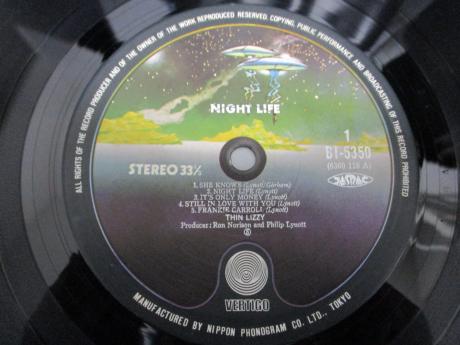 ALL RIGHTS OF THE RECORD PRODUCER AND OF THE OWNER OF THE WORK REPRODUCED RESERVED. COPYING, PUBLIC PERFORMANCE AND BROADCASTING OF THIS RECORD PROHIBITED
NIGHT LIFE
1
BT-5350
(6360 116 A)
STEREO 33⅓
1. SHE KNOWS (Lynott/Gorham)
2. NIGHT LIFE (Lynott)
3. IT'S ONLY MONEY (Lynott)
4. STILL IN LOVE WITH YOU (Lynott)
5. FRANKIE CARROLL (Lynott)
THIN LIZZY
Producer: Ron Norison and Philip Lynott
VERTIGO
MANUFACTURED BY NIPPON PHONOGRAM CO. LTD., TOKYO